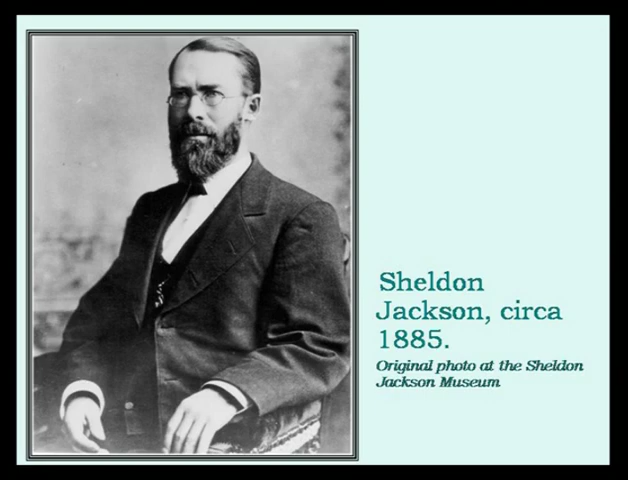 Sheldon
Jackson, circa
1885.
Original photo at the Sheldon
Jackson Museum